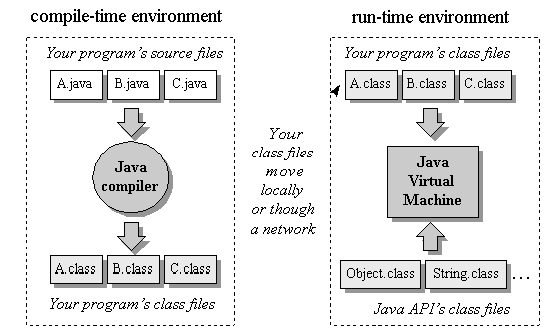 compile-time environment
Your program's source files
A.java B.java C.java
Java
compiler
A.class B.class C.class
Your program's class files
Your
class files
move
locally
or though
a network
run-time environment
Your program's class files
A.class B.class C.class
Java
Virtual
Machine
Object.class String.class ...
Java API's class files